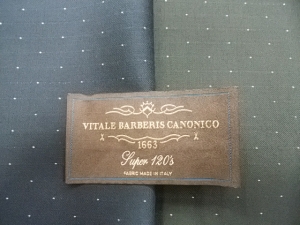 VITALE BARBERIS CANONICO
1663
Super 120's
FABRIC MADE IN ITALY